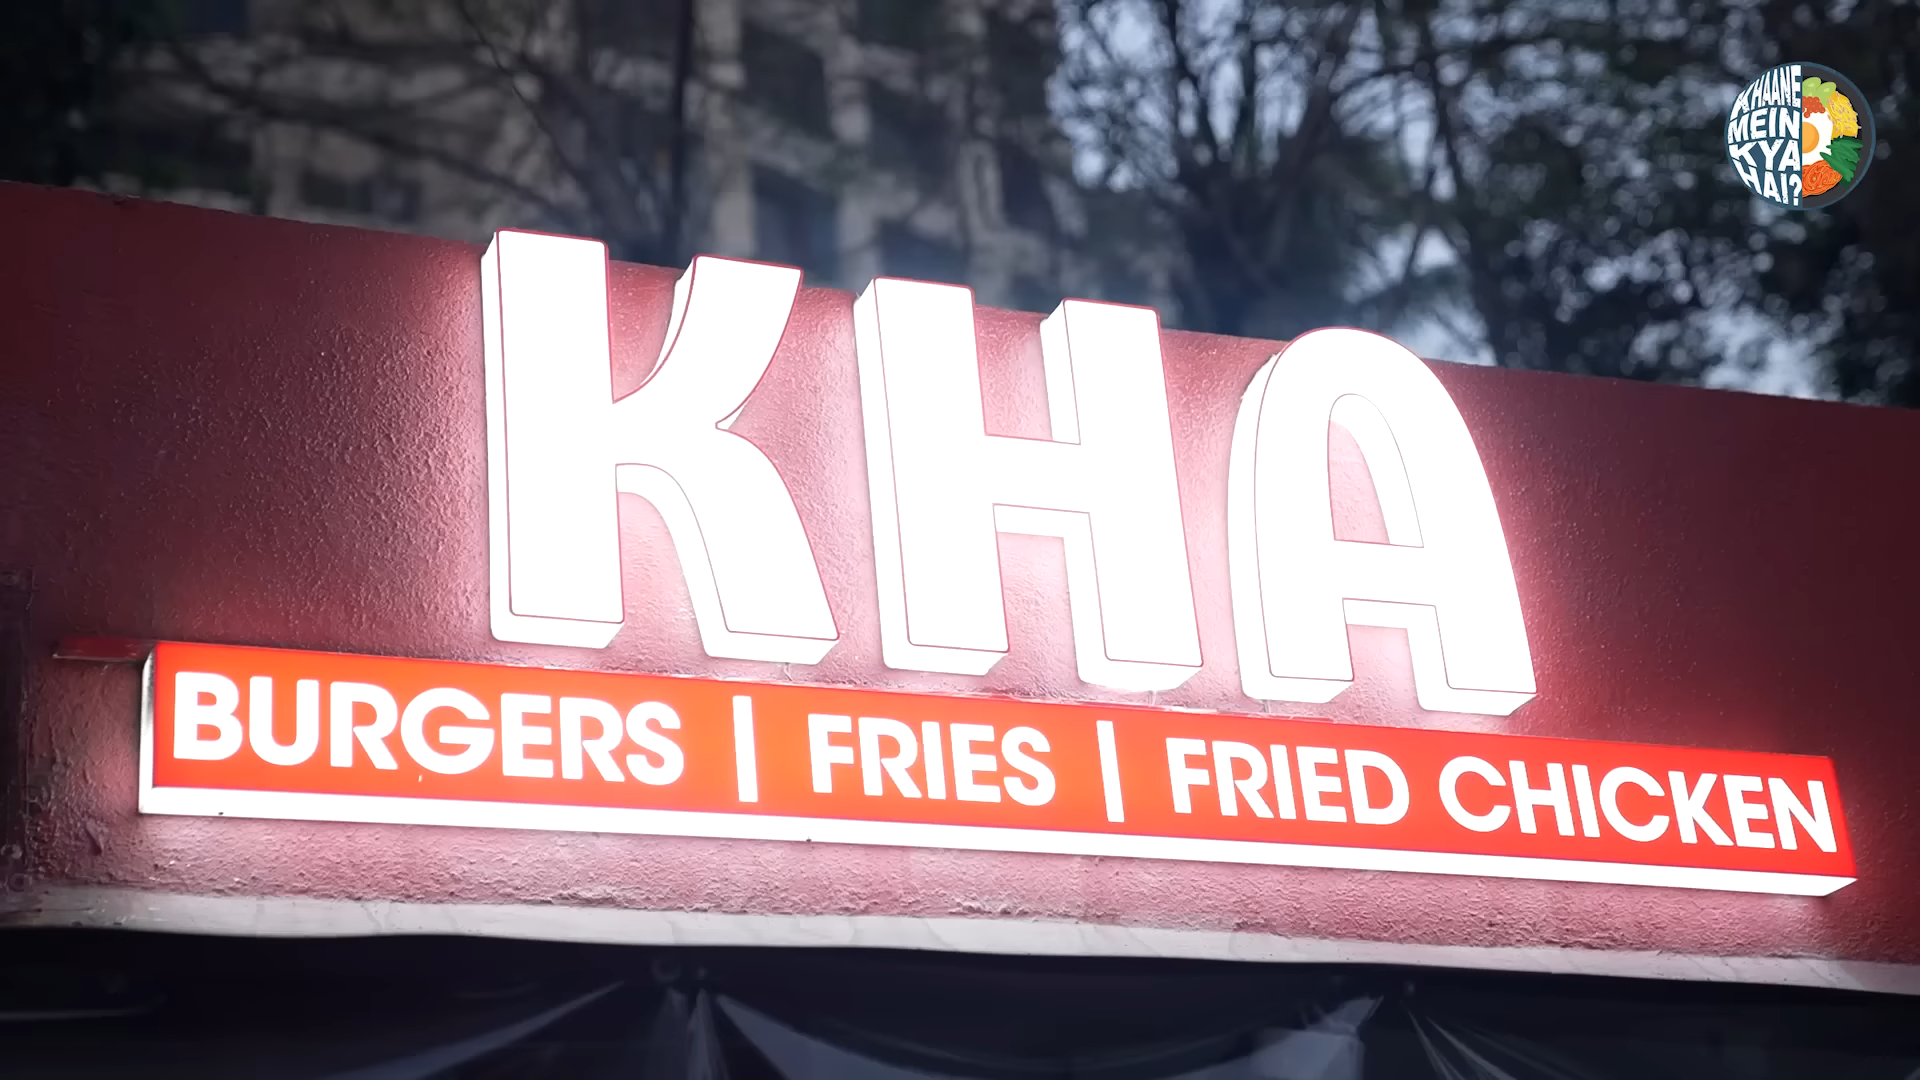 KHAANE
MEIN
KYA
HAI?
KHA
BURGERS | FRIES | FRIED CHICKEN